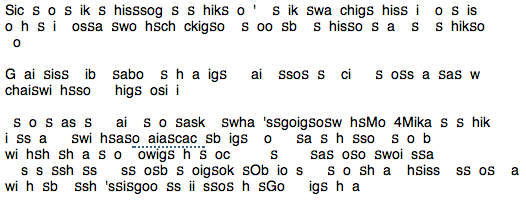 Sic s o s ik s hisssog s s hiks o ' s ik swa chigs hiss i o s is
o h s i ossa swo hsch ckigso s oo sb s hisso s a s s hikso
o
G ai siss ib sabo s h a igs ai ssos s ci s oss a sas w
chaiswi hsso higs osi i
s o s as s ai s o sask swha 'ssgoigsosw hsMo 4Mika s s hik
i ss a swi hsaso aiascac sb igs o sa s h sso s o b
wi hsh sh a s o owigs h s oc s sas oso swoi ssa
s s ssh ss ss osb s oigsok sOb io s s o sh a hsiss ss os a
wi h sb ssh 'ssisgoo ss ii ssos h sGo igs h a